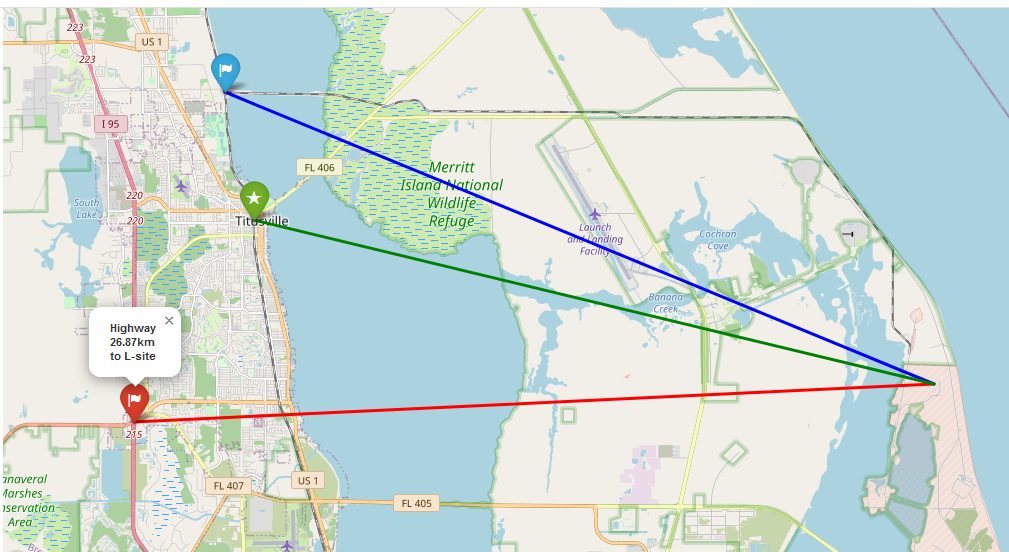 223
US 1
223
I 95
FL 406
Merritt
Island National
Wildlife
Refuge
220
South
Lake
220
Titusville
Launch
and Landing
Facility
Cochran
Cove
Banana
Creek
×
Highway
26.87km
to L-site
215
anaveral
Marshes
nservation
Area
FL 407
US 1
FL 405
Bre